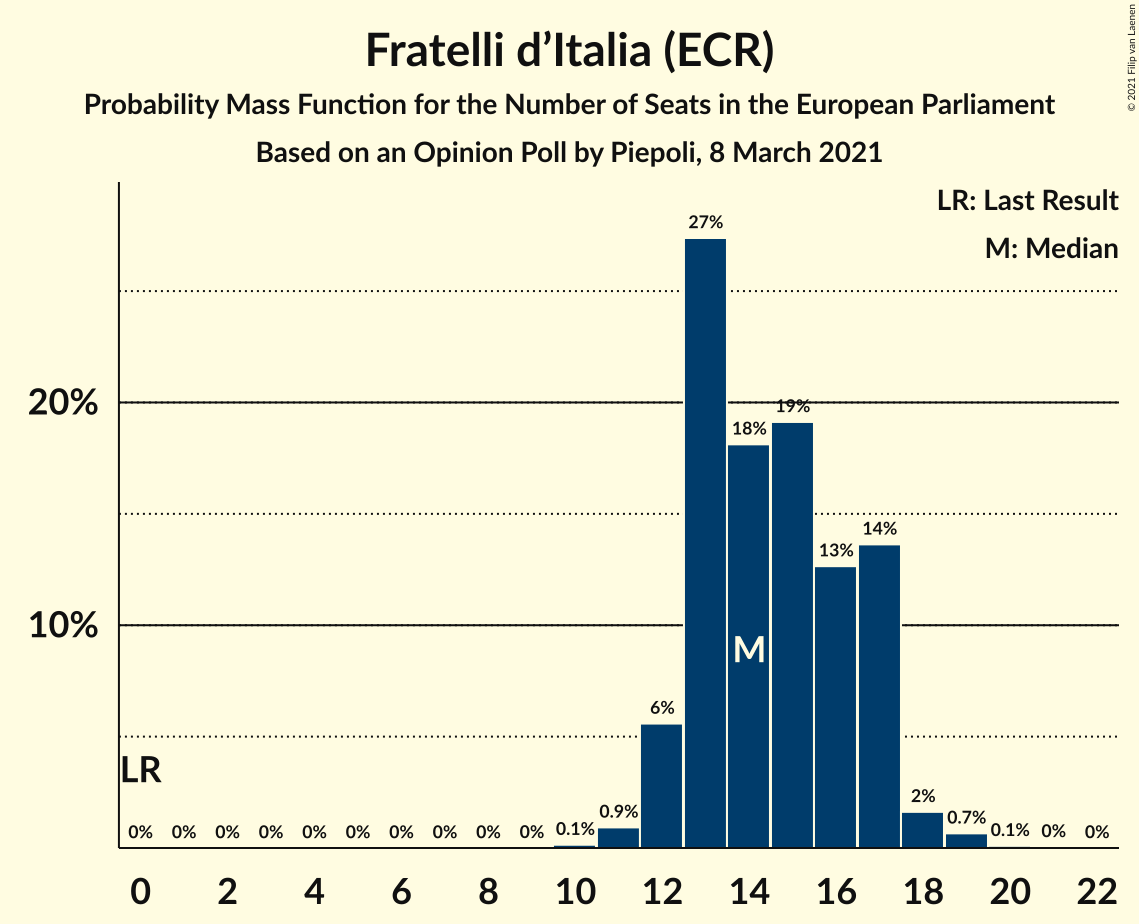 Fratelli d’Italia (ECR)
Probability Mass Function for the Number of Seats in the European Parliament
Based on an Opinion Poll by Piepoli, 8 March 2021
© 2021 Filip van Laenen
LR: Last Result
M: Median
27%
20%
19%
18%
14%
13%
10%
M
6%
LR
0% 0% 0% 0% 0% 0% 0% 0% 0% 0% 0.1% 0.9% 2% 0.7% 0.1% 0% 0%
0 2 4 6 8 10 12 14 16 18 20 22